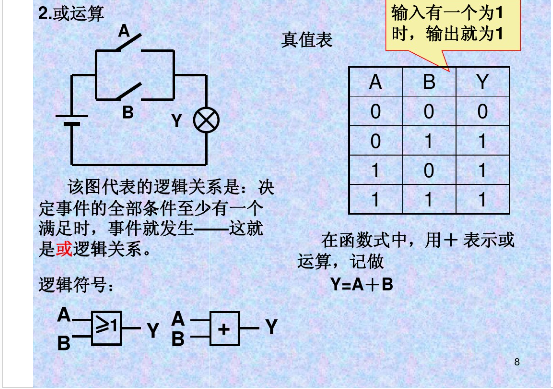 2.或运算
A
B
Y
该图代表的逻辑关系是：决
定事件的全部条件至少有一个
满足时，事件就发生——这就
是或逻辑关系。
逻辑符号：
A
B
≥1
Y
A
B
+
Y
真值表
输入有一个为1
时，输出就为1
A B Y
0 0 0
0 1 1
1 0 1
1 1 1
在函数式中，用＋表示或
运算，记做
Y=A＋B
8